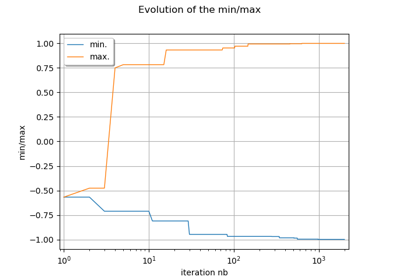 Evolution of the min/max
min.
max.
1.00
0.75
0.50
0.25
0.00
−0.25
−0.50
−0.75
−1.00
min/max
10⁰ 10¹ 10² 10³
iteration nb